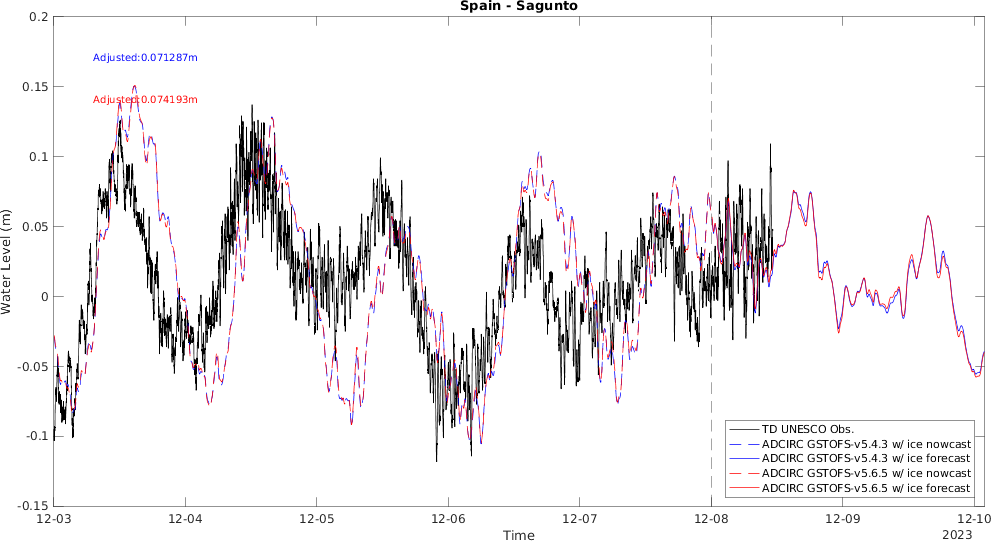 Spain - Sagunto
0.2
0.15
0.1
0.05
0
-0.05
-0.1
-0.15
Water Level (m)
Adjusted:0.071287m
Adjusted:0.074193m
TD UNESCO Obs.
ADCIRC GSTOFS-v5.4.3 w/ ice nowcast
ADCIRC GSTOFS-v5.4.3 w/ ice forecast
ADCIRC GSTOFS-v5.6.5 w/ ice nowcast
ADCIRC GSTOFS-v5.6.5 w/ ice forecast
12-03 12-04 12-05 12-06 12-07 12-08 12-09 12-10
Time
2023